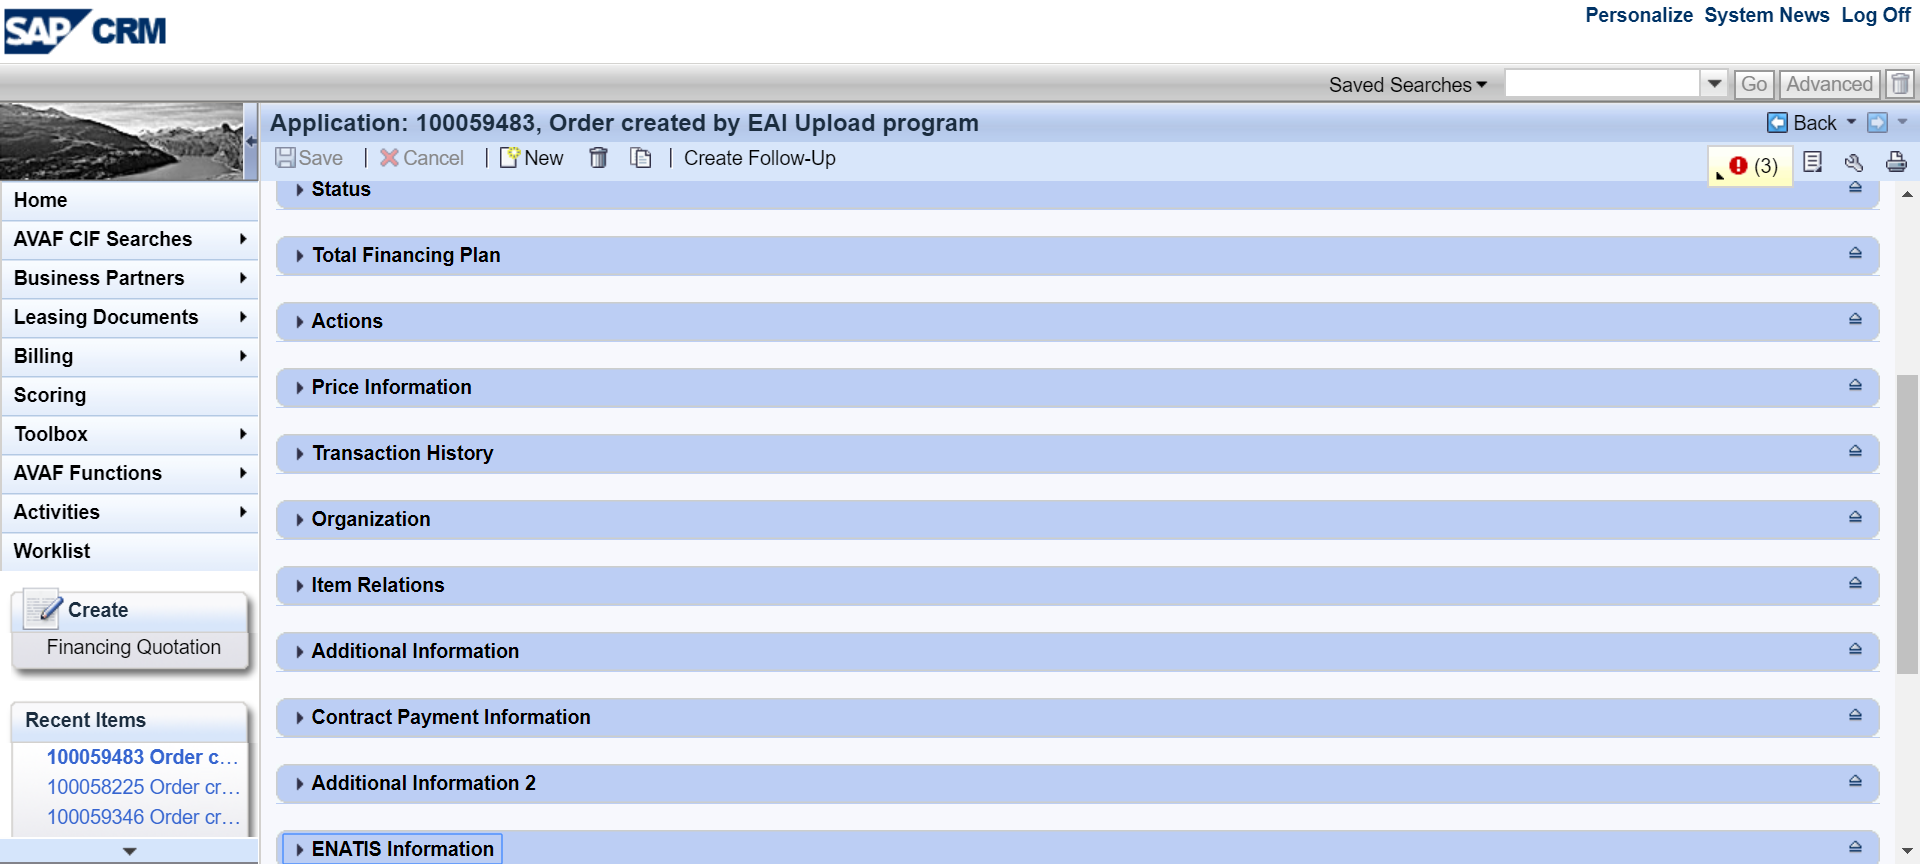 SAP CRM
Personalize System News Log Off
Saved Searches Go Advanced
Application: 100059483, Order created by EAI Upload program
Back
Save | Cancel | New | Create Follow-Up
(3)
Home
AVAF CIF Searches
Business Partners
Leasing Documents
Billing
Scoring
Toolbox
AVAF Functions
Activities
Worklist
Create
Financing Quotation
Recent Items
100059483 Order c...
100058225 Order cr...
100059346 Order cr...
Status
Total Financing Plan
Actions
Price Information
Transaction History
Organization
Item Relations
Additional Information
Contract Payment Information
Additional Information 2
ENATIS Information